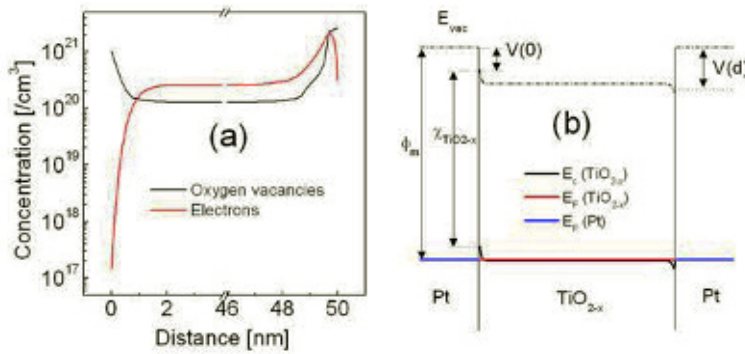 Concentration [/cm³]
10²¹
10²⁰
10¹⁹
10¹⁸
10¹⁷
(a)
Oxygen vacancies
Electrons
0
2
46
48
50
Distance [nm]
E_vac
V(0)
V(d)
(b)
ϕ_m
χ_TiO2-x
E_c (TiO₂₋ₓ)
E_F (TiO₂₋ₓ)
E_F (Pt)
Pt
TiO₂₋ₓ
Pt